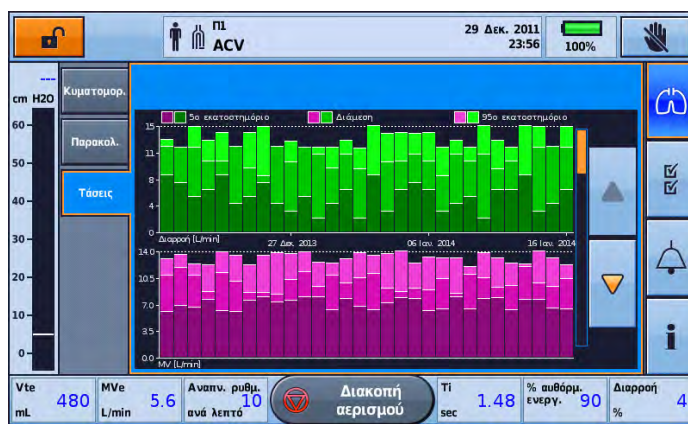 Π1
ACV
29 Δεκ. 2011
23:56
100%
---
cm H2O
60
50
40
30
20
10
0
Κυματομορ.
Παρακολ.
Τάσεις
5ο εκατοστημόριο
Διάμεση
95ο εκατοστημόριο
15
11
8
4
0
Διαρροή [L/min]
27 Δεκ. 2013
06 Ιαν. 2014
16 Ιαν. 2014
14.0
10.5
7.0
3.5
0.0
MV [L/min]
i
Vte
480
mL
MVe
5.6
L/min
Αναπν. ρυθμ.
10
ανά λεπτό
Διακοπή
αερισμού
Ti
1.48
sec
% αυθόρμ.
ενεργ. 90
Διαρροή
4
%